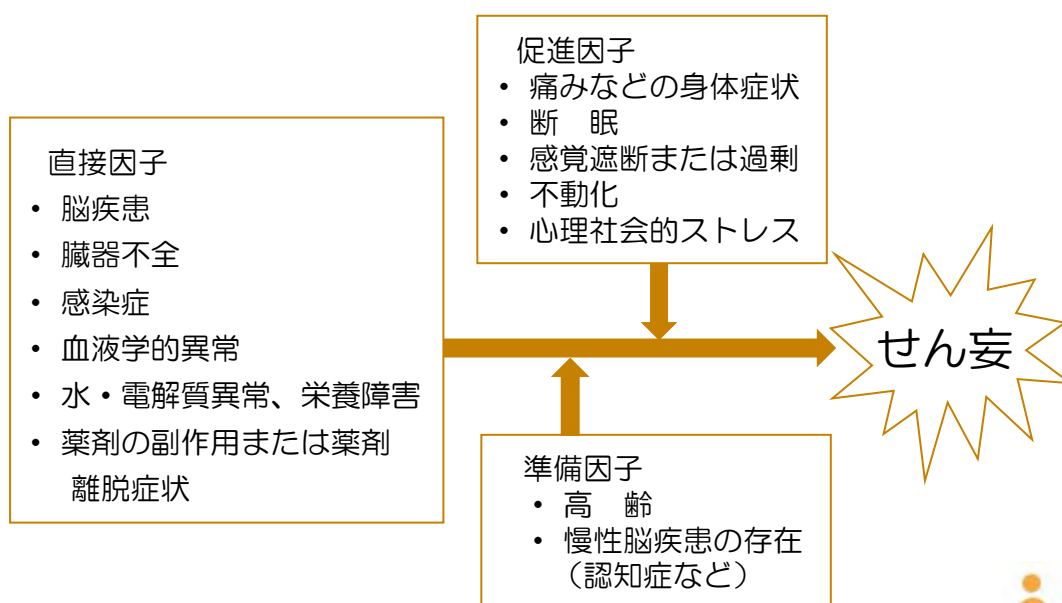 直接因子
• 脳疾患
• 臓器不全
• 感染症
• 血液学的異常
• 水・電解質異常、栄養障害
• 薬剤の副作用または薬剤
離脱症状
促進因子
• 痛みなどの身体症状
• 断　眠
• 感覚遮断または過剰
• 不動化
• 心理社会的ストレス
せん妄
準備因子
• 高　齢
• 慢性脳疾患の存在
（認知症など）